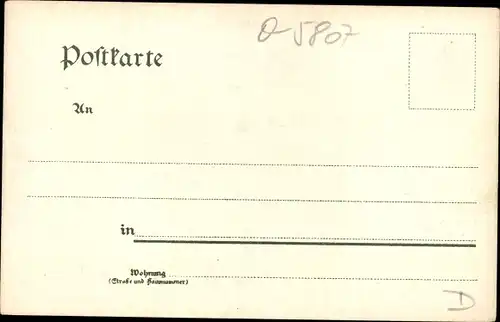 Q-5807
Postkarte
An
in
Wohnung
(Straße und Hausnummer)
D